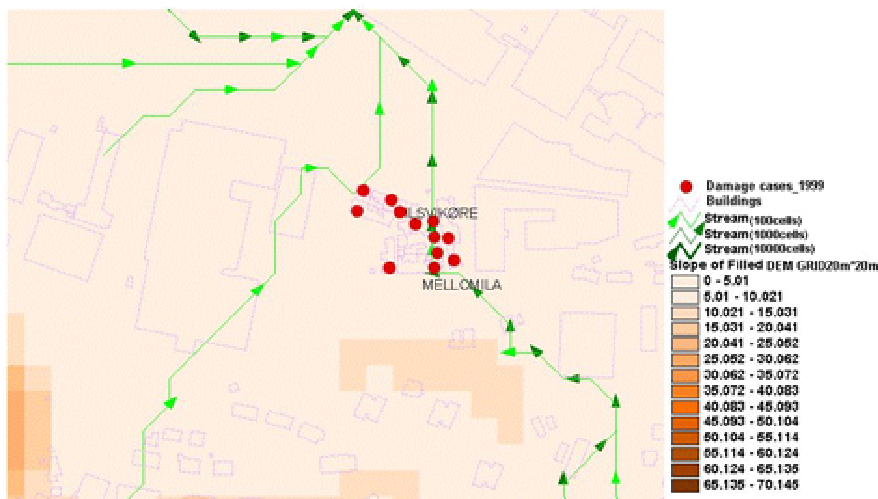 ILSVIKØRE
MELLOMILA
Damage cases_1999
Buildings
Stream(100cells)
Stream(1000cells)
Stream(10000cells)
Slope of Filled DEM GRID20m*20m
0 - 5.01
5.01 - 10.021
10.021 - 15.031
15.031 - 20.041
20.041 - 25.052
25.052 - 30.062
30.062 - 35.072
35.072 - 40.083
40.083 - 45.093
45.093 - 50.104
50.104 - 55.114
55.114 - 60.124
60.124 - 65.135
65.135 - 70.145